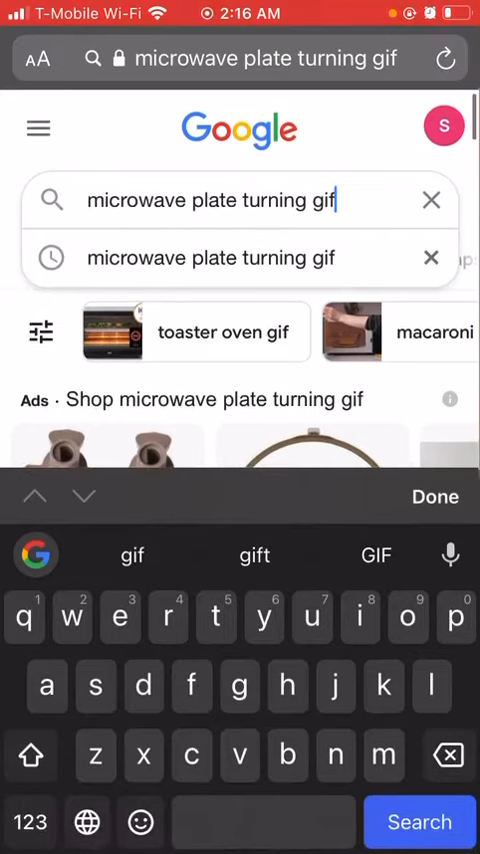 T-Mobile Wi-Fi 2:16 AM
AA microwave plate turning gif
Google
S
microwave plate turning gif
microwave plate turning gif
toaster oven gif macaroni
Ads · Shop microwave plate turning gif
Done
gif gift GIF
1 2 3 4 5 6 7 8 9 0
q w e r t y u i o p
a s d f g h j k l
z x c v b n m
123 Search